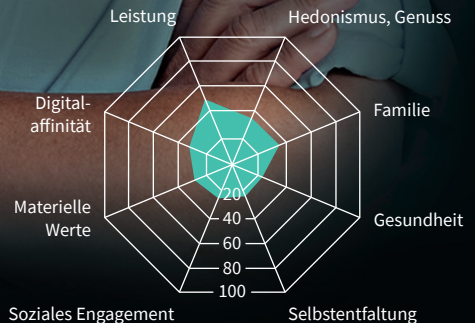 Leistung
Hedonismus, Genuss
Digital-
affinität
Familie
Materielle
Werte
Gesundheit
20
40
60
80
100
Soziales Engagement
Selbstentfaltung